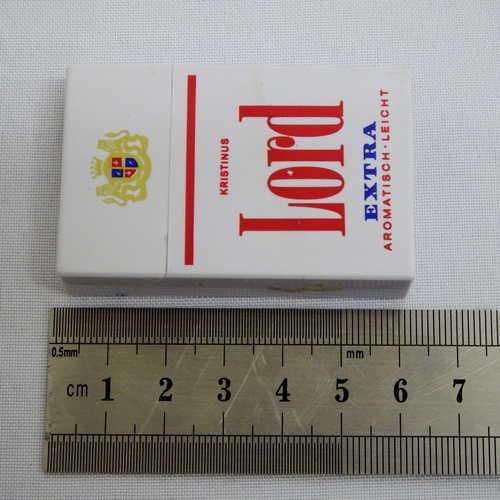 KRISTINUS
Lord
EXTRA
AROMATISCH·LEICHT
0.5mm
mm
cm 1 2 3 4 5 6 7